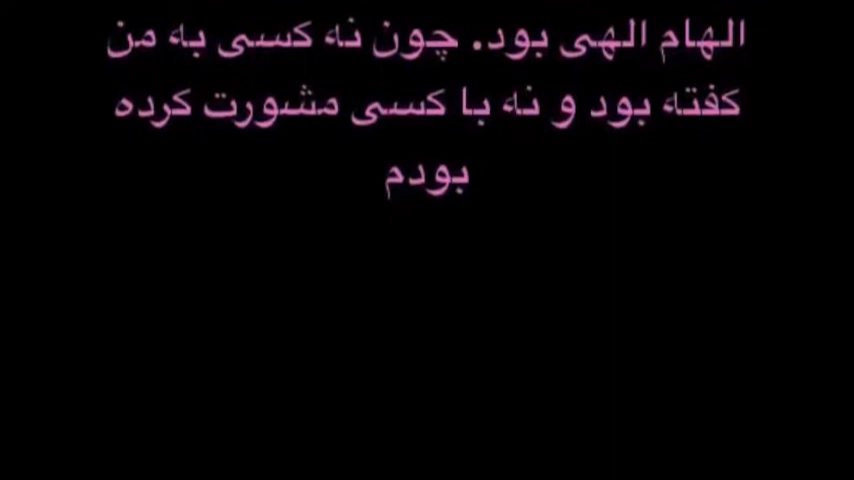 الهام الهی بود. چون نه کسی به من
کفته بود و نه با کسی مشورت کرده
بودم